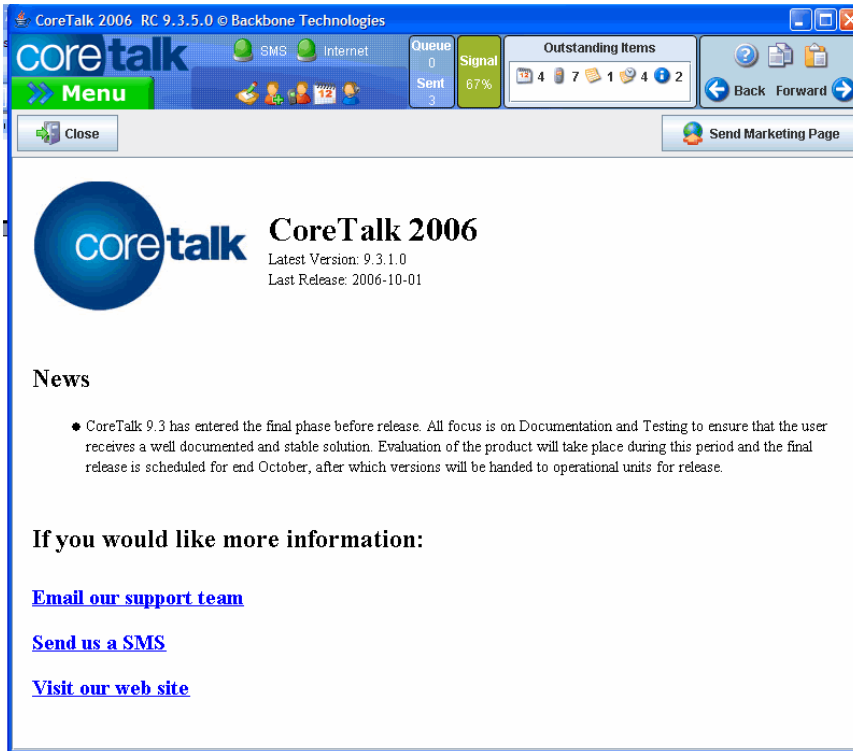 CoreTalk 2006 RC 9.3.5.0 © Backbone Technologies
coretalk
SMS Internet
Queue
0
Sent
3
Signal
67%
Outstanding Items
12 4 7 1 4 2
Menu
12
Back Forward
Close
Send Marketing Page
coretalk
CoreTalk 2006
Latest Version: 9.3.1.0
Last Release: 2006-10-01
News
CoreTalk 9.3 has entered the final phase before release. All focus is on Documentation and Testing to ensure that the user
receives a well documented and stable solution. Evaluation of the product will take place during this period and the final
release is scheduled for end October, after which versions will be handed to operational units for release.
If you would like more information:
Email our support team
Send us a SMS
Visit our web site